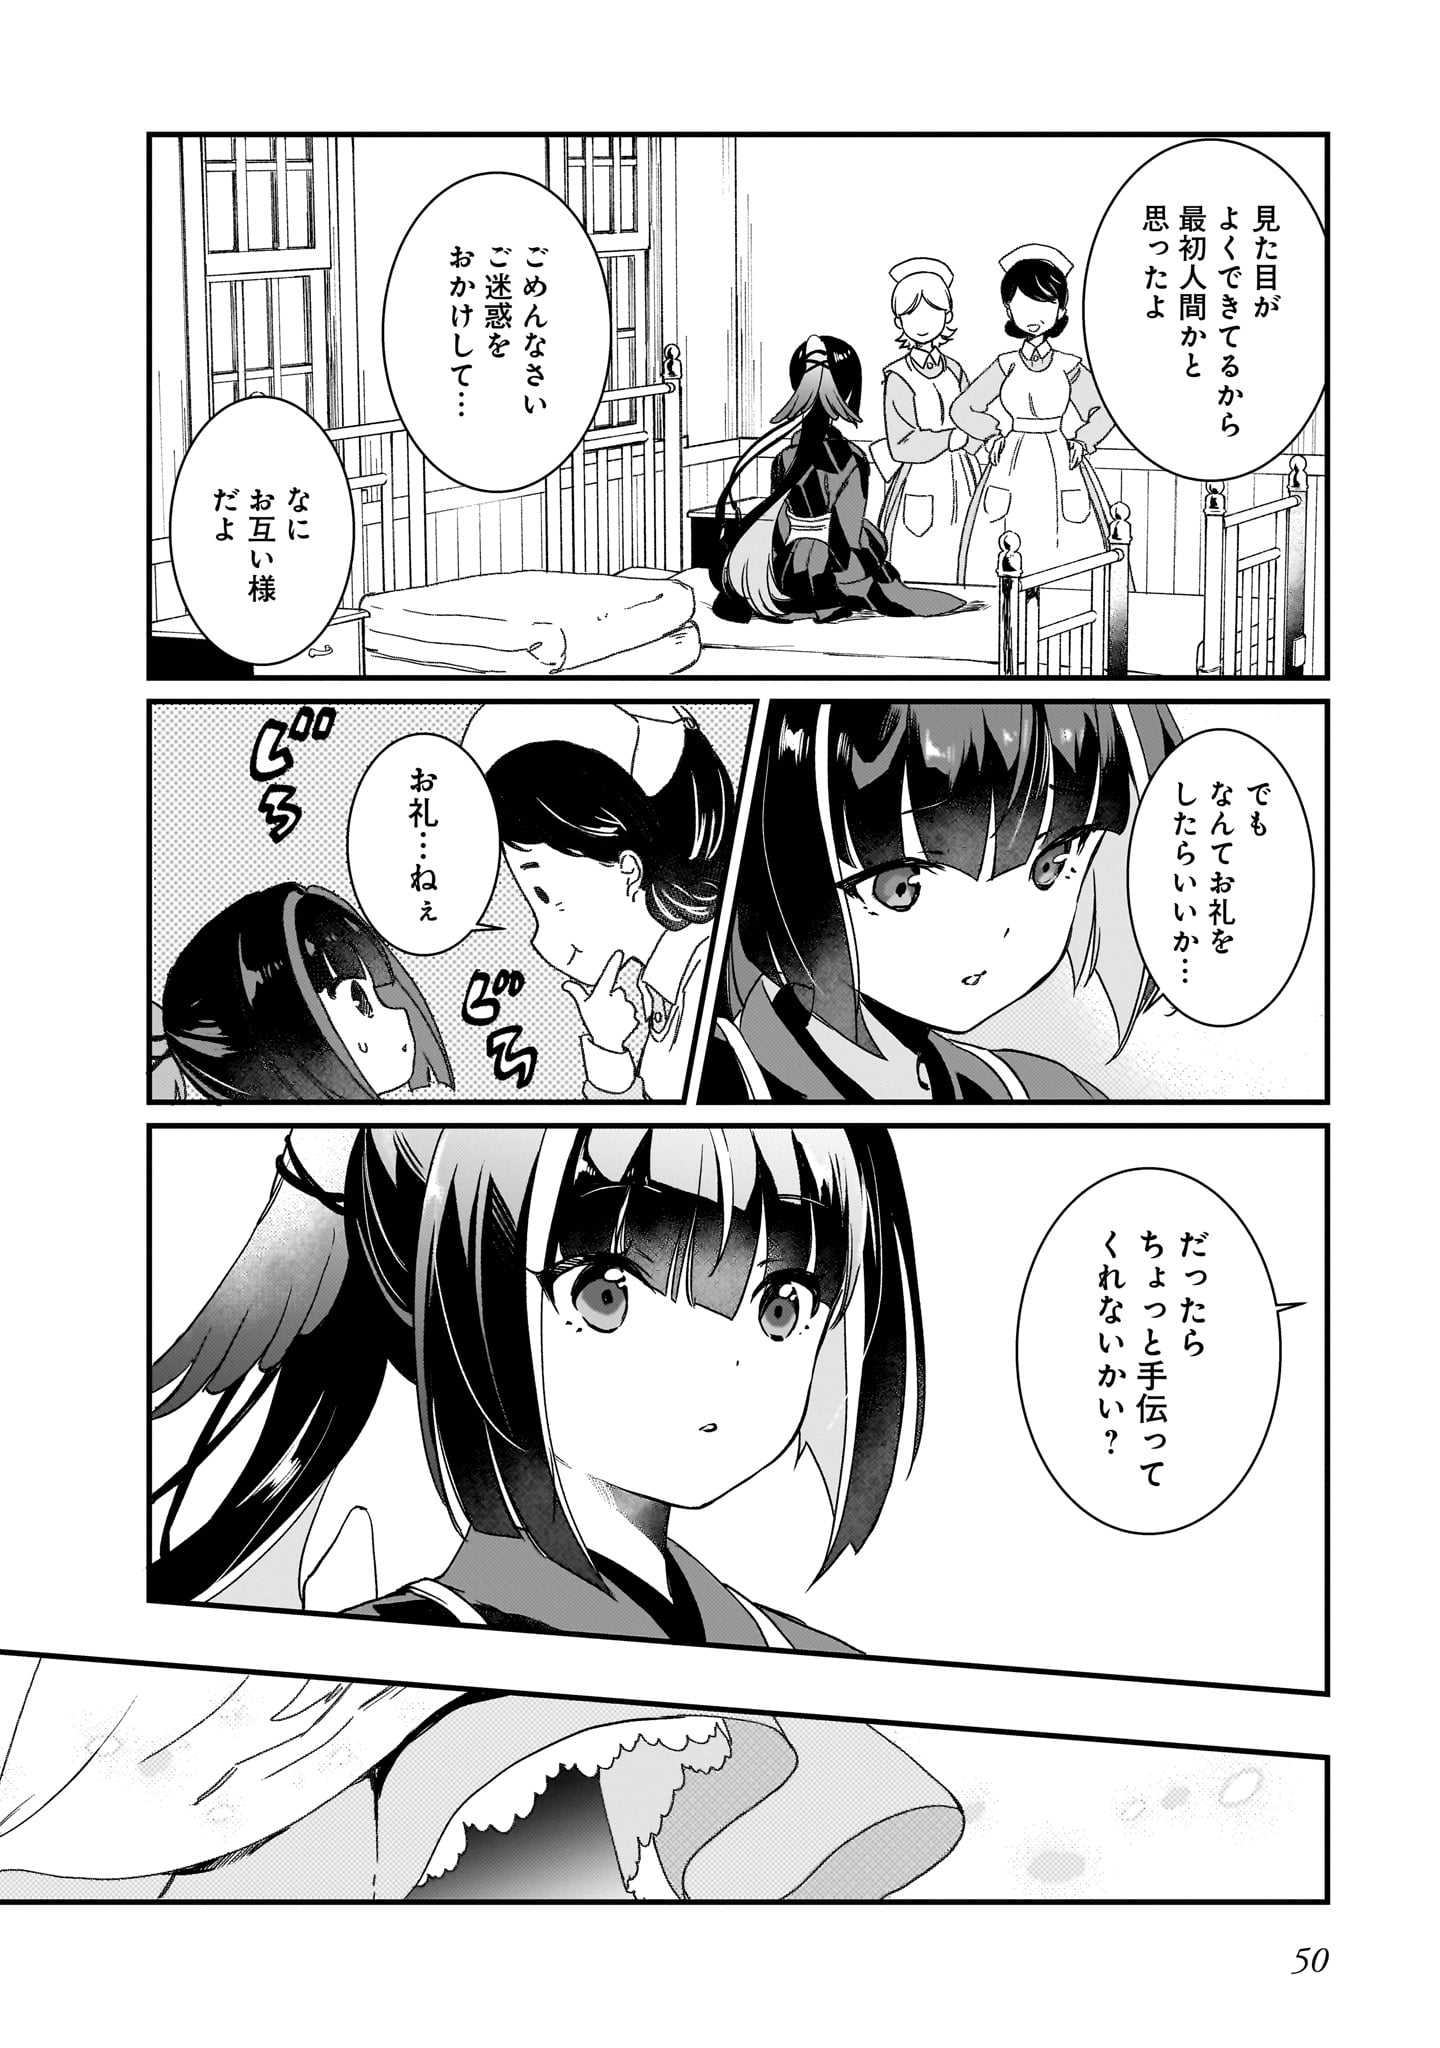 見た目が
よくできてるから
最初人間かと
思ったよ
ごめんなさい
ご迷惑を
おかけして…
なに
お互い様
だよ
でも
なんてお礼を
したらいいか…
お礼…ねぇ
じろ
じろ
だったら
ちょっと手伝って
くれないかい？
50